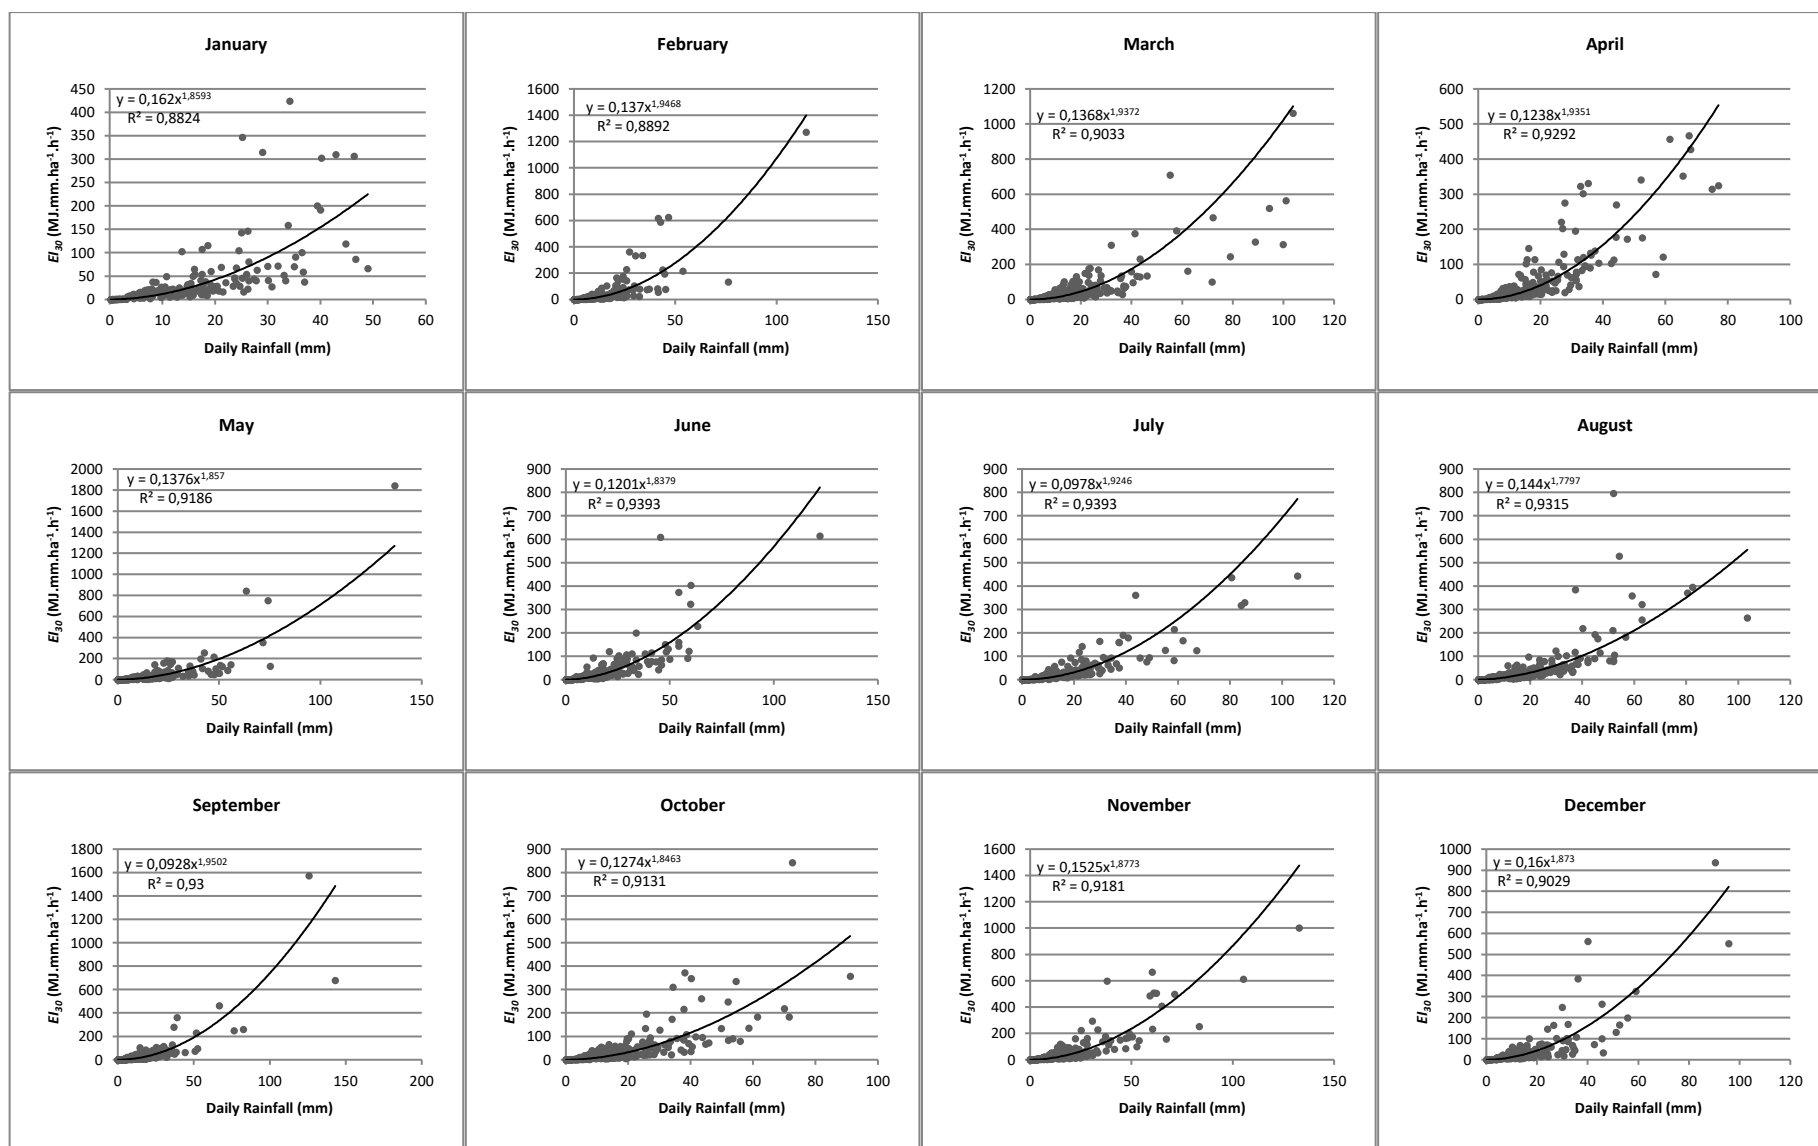 January
y = 0,162x^1,8593
R² = 0,8824
450
400
350
300
250
200
150
100
50
0
EI₃₀ (MJ.mm.ha⁻¹.h⁻¹)
0 10 20 30 40 50 60
Daily Rainfall (mm)
February
y = 0,137x^1,9468
R² = 0,8892
1600
1400
1200
1000
800
600
400
200
0
EI₃₀ (MJ.mm.ha⁻¹.h⁻¹)
0 50 100 150
Daily Rainfall (mm)
March
y = 0,1368x^1,9372
R² = 0,9033
1200
1000
800
600
400
200
0
EI₃₀ (MJ.mm.ha⁻¹.h⁻¹)
0 20 40 60 80 100 120
Daily Rainfall (mm)
April
y = 0,1238x^1,9351
R² = 0,9292
600
500
400
300
200
100
0
EI₃₀ (MJ.mm.ha⁻¹.h⁻¹)
0 20 40 60 80 100
Daily Rainfall (mm)
May
y = 0,1376x^1,857
R² = 0,9186
2000
1800
1600
1400
1200
1000
800
600
400
200
0
EI₃₀ (MJ.mm.ha⁻¹.h⁻¹)
0 50 100 150
Daily Rainfall (mm)
June
y = 0,1201x^1,8379
R² = 0,9393
900
800
700
600
500
400
300
200
100
0
EI₃₀ (MJ.mm.ha⁻¹.h⁻¹)
0 50 100 150
Daily Rainfall (mm)
July
y = 0,0978x^1,9246
R² = 0,9393
900
800
700
600
500
400
300
200
100
0
EI₃₀ (MJ.mm.ha⁻¹.h⁻¹)
0 20 40 60 80 100 120
Daily Rainfall (mm)
August
y = 0,144x^1,7797
R² = 0,9315
900
800
700
600
500
400
300
200
100
0
EI₃₀ (MJ.mm.ha⁻¹.h⁻¹)
0 20 40 60 80 100 120
Daily Rainfall (mm)
September
y = 0,0928x^1,9502
R² = 0,93
1800
1600
1400
1200
1000
800
600
400
200
0
EI₃₀ (MJ.mm.ha⁻¹.h⁻¹)
0 50 100 150 200
Daily Rainfall (mm)
October
y = 0,1274x^1,8463
R² = 0,9131
900
800
700
600
500
400
300
200
100
0
EI₃₀ (MJ.mm.ha⁻¹.h⁻¹)
0 20 40 60 80 100
Daily Rainfall (mm)
November
y = 0,1525x^1,8773
R² = 0,9181
1600
1400
1200
1000
800
600
400
200
0
EI₃₀ (MJ.mm.ha⁻¹.h⁻¹)
0 50 100 150
Daily Rainfall (mm)
December
y = 0,16x^1,873
R² = 0,9029
1000
900
800
700
600
500
400
300
200
100
0
EI₃₀ (MJ.mm.ha⁻¹.h⁻¹)
0 20 40 60 80 100 120
Daily Rainfall (mm)